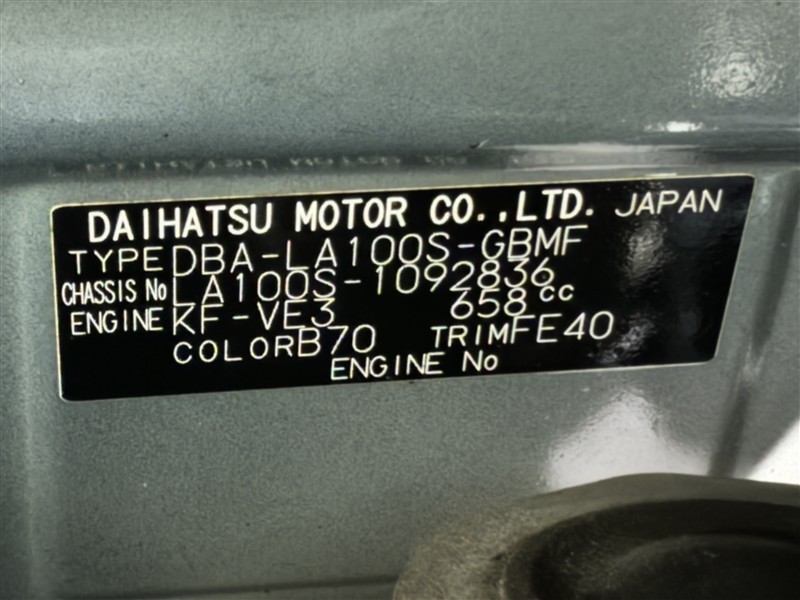 DAIHATSU MOTOR CO.,LTD. JAPAN
TYPE DBA-LA100S-GBMF
CHASSIS No LA100S-1092836
ENGINE KF-VE3 658 cc
COLOR B70 TRIM FE40
ENGINE No